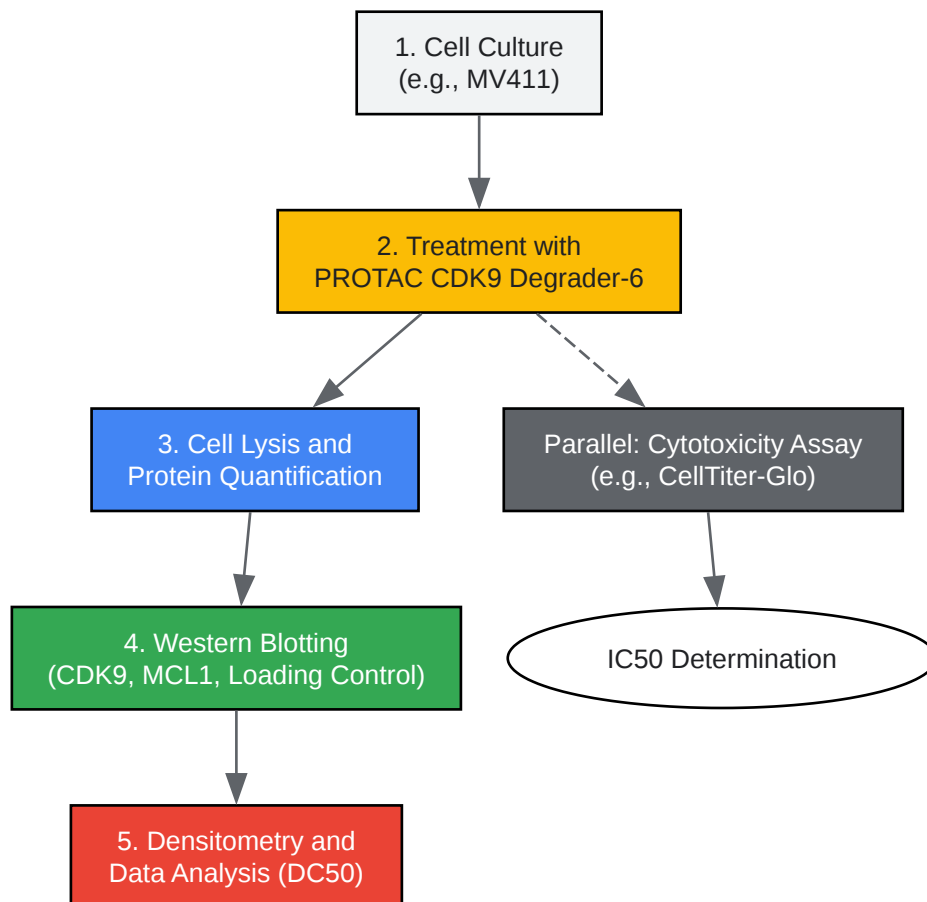 1. Cell Culture
(e.g., MV411)
2. Treatment with
PROTAC CDK9 Degrader-6
3. Cell Lysis and
Protein Quantification
Parallel: Cytotoxicity Assay
(e.g., CellTiter-Glo)
4. Western Blotting
(CDK9, MCL1, Loading Control)
IC50 Determination
5. Densitometry and
Data Analysis (DC50)